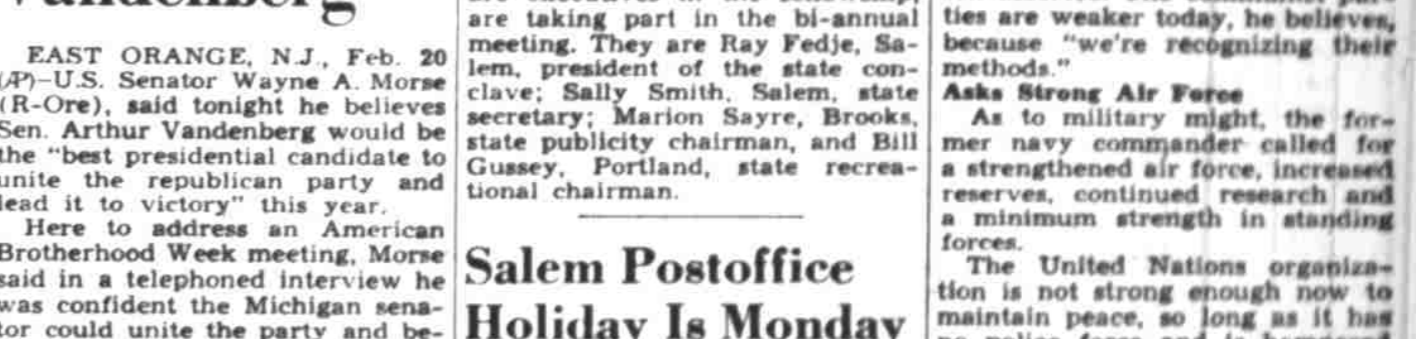 Vandenberg
EAST ORANGE, N.J., Feb. 20
(AP)-U.S. Senator Wayne A. Morse
(R-Ore), said tonight he believes
Sen. Arthur Vandenberg would be
the "best presidential candidate to
unite the republican party and
lead it to victory" this year.
Here to address an American
Brotherhood Week meeting, Morse
said in a telephoned interview he
was confident the Michigan sena-
tor could unite the party and be-
are taking part in the bi-annual
meeting. They are Ray Fedje, Sa-
lem, president of the state con-
clave; Sally Smith, Salem, state
secretary; Marion Sayre, Brooks,
state publicity chairman, and Bill
Gussey, Portland, state recrea-
tional chairman.
Salem Postoffice
Holiday Is Monday
ties are weaker today, he believes,
because "we're recognizing their
methods."
Asks Strong Air Force
As to military might, the for-
mer navy commander called for
a strengthened air force, increased
reserves, continued research and
a minimum strength in standing
forces.
The United Nations organiza-
tion is not strong enough now to
maintain peace, so long as it has